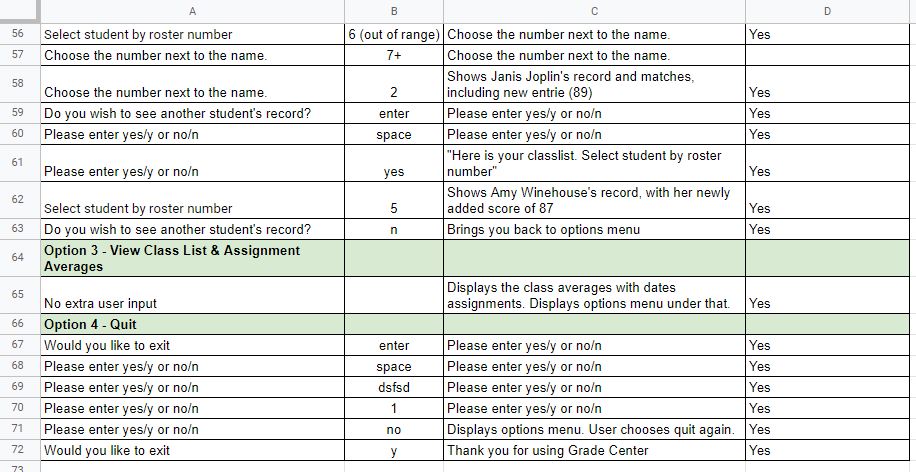 A B C D
56 Select student by roster number 6 (out of range) Choose the number next to the name. Yes
57 Choose the number next to the name. 7+ Choose the number next to the name.
58 Choose the number next to the name. 2 Shows Janis Joplin's record and matches,
including new entrie (89) Yes
59 Do you wish to see another student's record? enter Please enter yes/y or no/n Yes
60 Please enter yes/y or no/n space Please enter yes/y or no/n Yes
61 Please enter yes/y or no/n yes "Here is your classlist. Select student by roster
number" Yes
62 Select student by roster number 5 Shows Amy Winehouse's record, with her newly
added score of 87 Yes
63 Do you wish to see another student's record? n Brings you back to options menu Yes
64 Option 3 - View Class List & Assignment
Averages
65 No extra user input Displays the class averages with dates
assignments. Displays options menu under that. Yes
66 Option 4 - Quit
67 Would you like to exit enter Please enter yes/y or no/n Yes
68 Please enter yes/y or no/n space Please enter yes/y or no/n Yes
69 Please enter yes/y or no/n dsfsd Please enter yes/y or no/n Yes
70 Please enter yes/y or no/n 1 Please enter yes/y or no/n Yes
71 Please enter yes/y or no/n no Displays options menu. User chooses quit again. Yes
72 Would you like to exit y Thank you for using Grade Center Yes
73